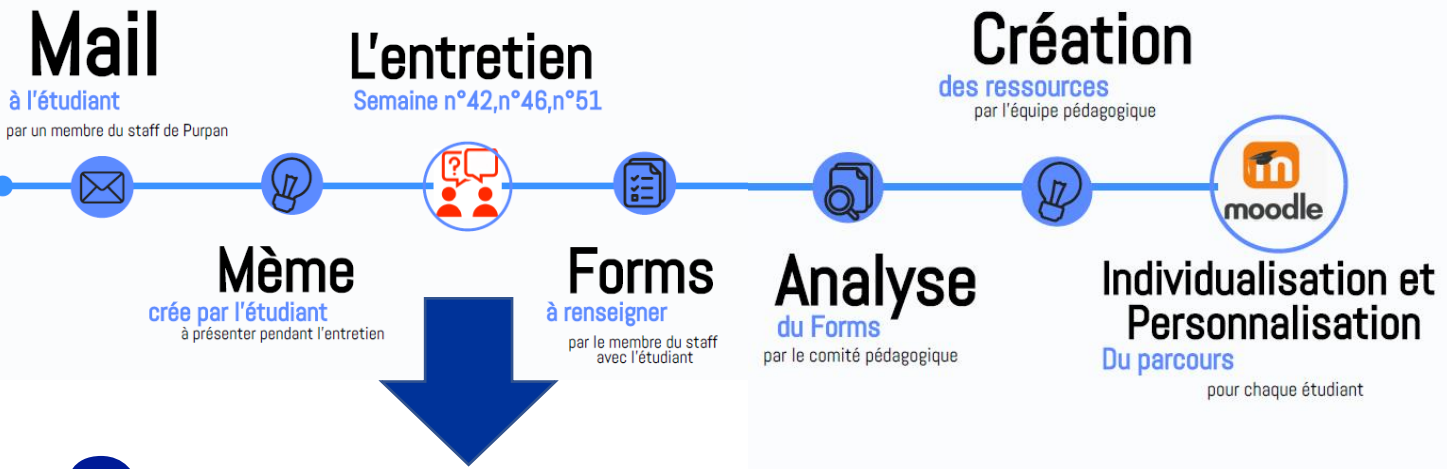 Mail
à l'étudiant
par un membre du staff de Purpan
Mème
crée par l'étudiant
à présenter pendant l'entretien
L'entretien
Semaine n°42,n°46,n°51
?
Forms
à renseigner
par le membre du staff
avec l'étudiant
Analyse
du Forms
par le comité pédagogique
Création
des ressources
par l'équipe pédagogique
m
moodle
Individualisation et
Personnalisation
Du parcours
pour chaque étudiant